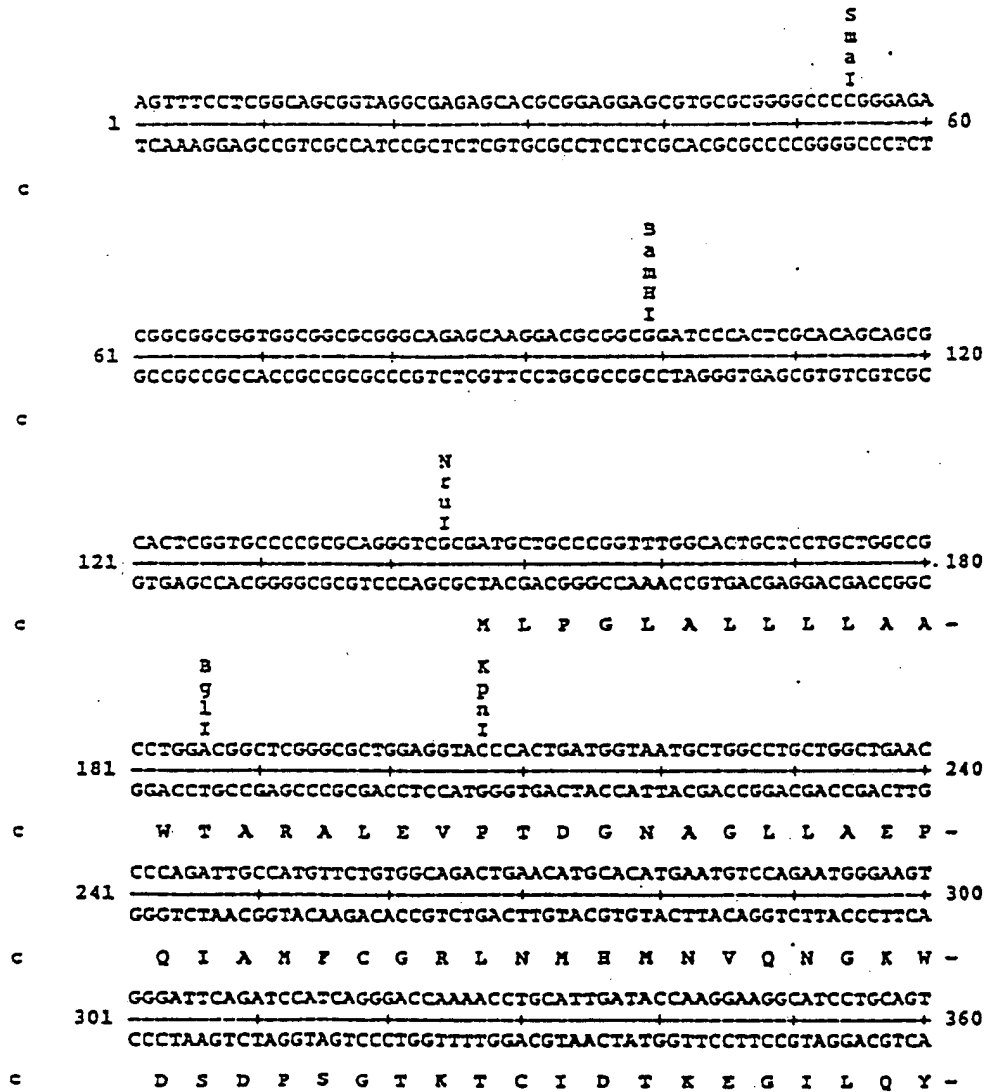 S
m
a
I
AGTTTCCTCGGCAGCGGTAGGCGAGAGCACGCGGAGGAGCGTGCGCGGGGCCCCGGGAGA
1 60
TCAAAGGAGCCGTCGCCATCCGCTCTCGTGCGCCTCCTCGCACGCGCCCCGGGGCCCTCT
c
B
a
m
H
I
CGGCGGCGGTGGCGGCGCGGGCAGAGCAAGGACGCGGCGGATCCCACTCGCACAGCAGCG
61 120
GCCGCCGCCACCGCCGCGCCCGTCTCGTTCCTGCGCCGCCTAGGGTGAGCGTGTCGTCGC
c
N
r
u
I
CACTCGGTGCCCCGCGCAGGGTCGCGATGCTGCCCGGTTTGGCACTGCTCCTGCTGGCCG
121 180
GTGAGCCACGGGGCGCGTCCCAGCGCTACGACGGGCCAAACCGTGACGAGGACGACCGGC
c M L P G L A L L L L A A -
B K
g p
l n
I I
CCTGGACGGCTCGGGCGCTGGAGGTACCCACTGATGGTAATGCTGGCCTGCTGGCTGAAC
181 240
GGACCTGCCGAGCCCGCGACCTCCATGGGTGACTACCATTACGACCGGACGACCGACTTG
c W T A R A L E V P T D G N A G L L A E P -
CCCAGATTGCCATGTTCTGTGGCAGACTGAACATGCACATGAATGTCCAGAATGGGAAGT
241 300
GGGTCTAACGGTACAAGACACCGTCTGACTTGTACGTGTACTTACAGGTCTTACCCTTCA
c Q I A M F C G R L N M H M N V Q N G K W -
GGGATTCAGATCCATCAGGGACCAAAACCTGCATTGATACCAAGGAAGGCATCCTGCAGT
301 360
CCCTAAGTCTAGGTAGTCCCTGGTTTTGGACGTAACTATGGTTCCTTCCGTAGGACGTCA
c D S D P S G T K T C I D T K E G I L Q Y -